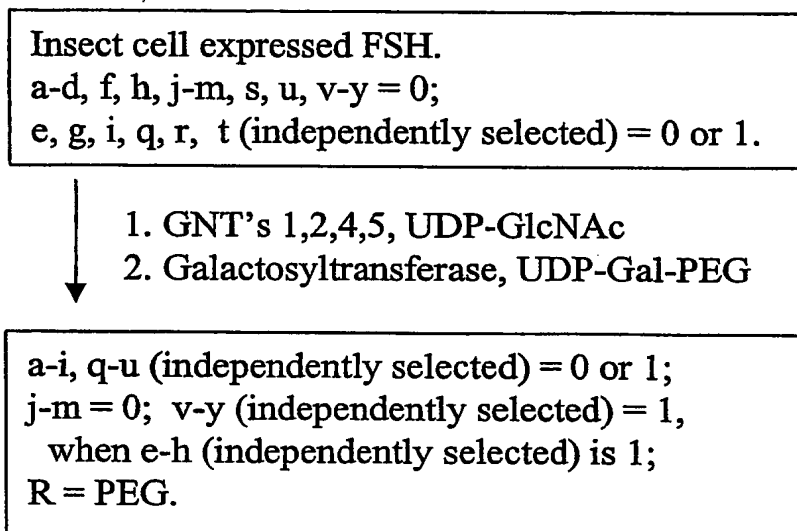 Insect cell expressed FSH.
a-d, f, h, j-m, s, u, v-y = 0;
e, g, i, q, r, t (independently selected) = 0 or 1.
1. GNT's 1,2,4,5, UDP-GlcNAc
2. Galactosyltransferase, UDP-Gal-PEG
a-i, q-u (independently selected) = 0 or 1;
j-m = 0; v-y (independently selected) = 1,
when e-h (independently selected) is 1;
R = PEG.